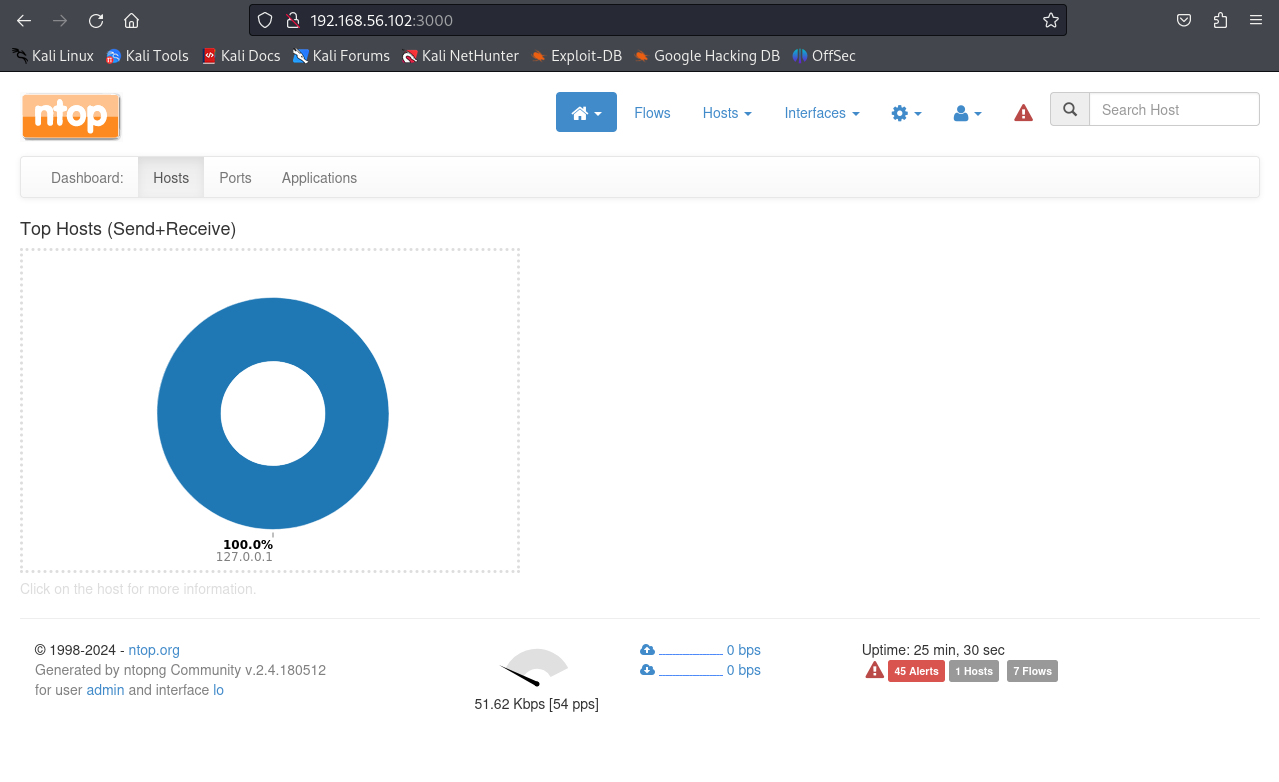 192.168.56.102:3000
Kali Linux Kali Tools Kali Docs Kali Forums Kali NetHunter Exploit-DB Google Hacking DB OffSec
ntop Flows Hosts Interfaces Search Host
Dashboard: Hosts Ports Applications
Top Hosts (Send+Receive)
100.0%
127.0.0.1
Click on the host for more information.
© 1998-2024 - ntop.org
Generated by ntopng Community v.2.4.180512
for user admin and interface lo
51.62 Kbps [54 pps]
0 bps
0 bps
Uptime: 25 min, 30 sec
45 Alerts 1 Hosts 7 Flows